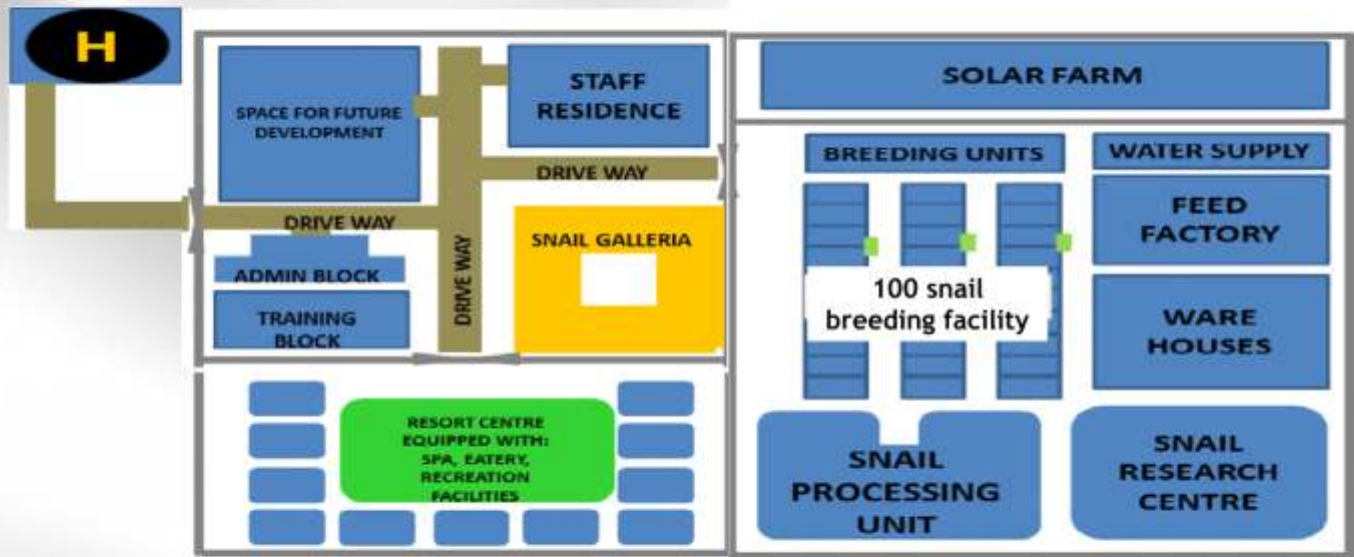 H
SPACE FOR FUTURE
DEVELOPMENT
STAFF
RESIDENCE
DRIVE WAY
DRIVE WAY
DRIVE WAY
SNAIL GALLERIA
ADMIN BLOCK
TRAINING
BLOCK
RESORT CENTRE
EQUIPPED WITH:
SPA, EATERY,
RECREATION
FACILITIES
SOLAR FARM
BREEDING UNITS
WATER SUPPLY
FEED
FACTORY
100 snail
breeding facility
WARE
HOUSES
SNAIL
PROCESSING
UNIT
SNAIL
RESEARCH
CENTRE